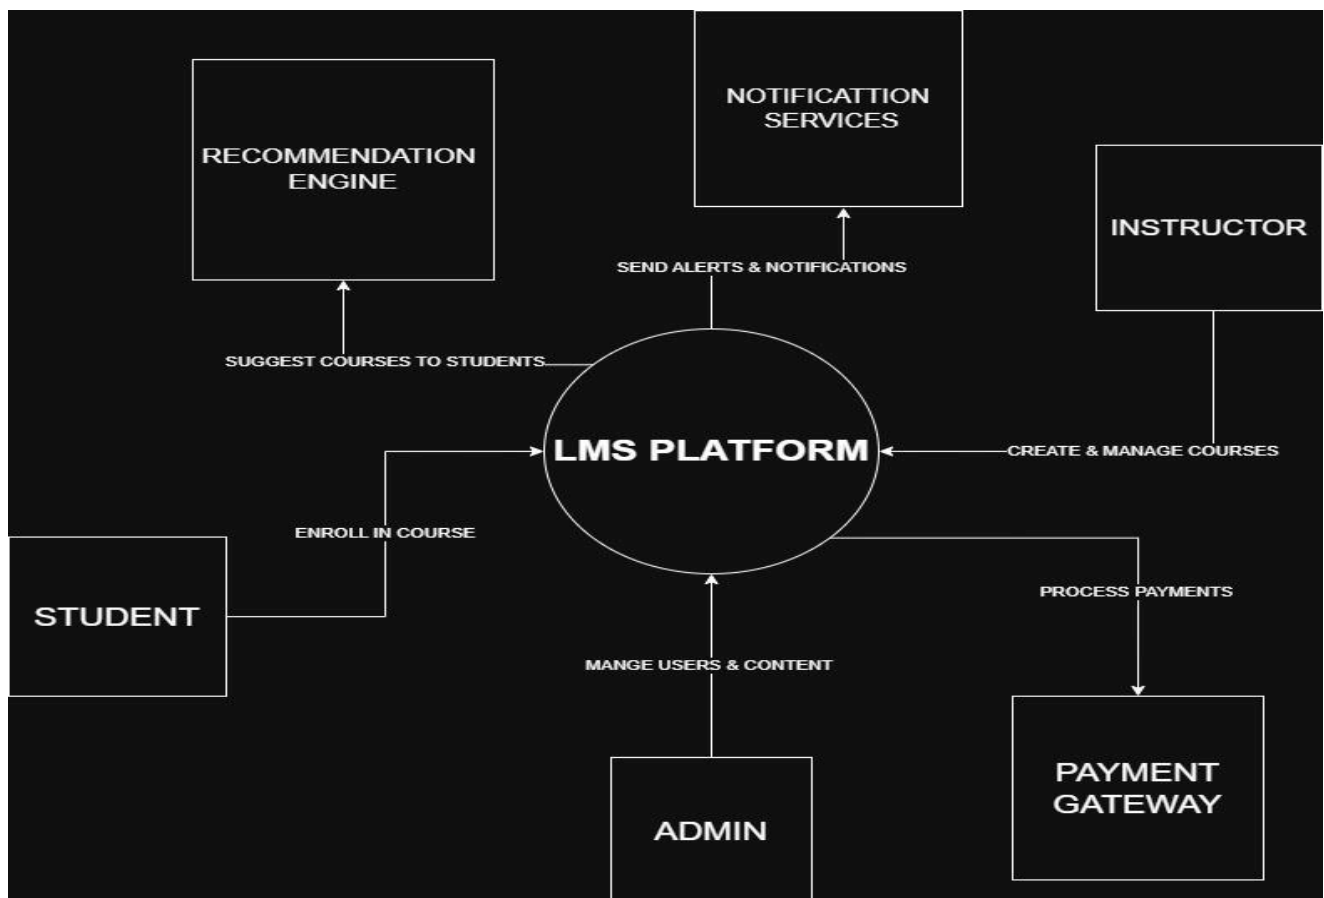 NOTIFICATTION
SERVICES
RECOMMENDATION
ENGINE
INSTRUCTOR
SEND ALERTS & NOTIFICATIONS
SUGGEST COURSES TO STUDENTS
LMS PLATFORM
CREATE & MANAGE COURSES
ENROLL IN COURSE
PROCESS PAYMENTS
STUDENT
MANGE USERS & CONTENT
PAYMENT
GATEWAY
ADMIN